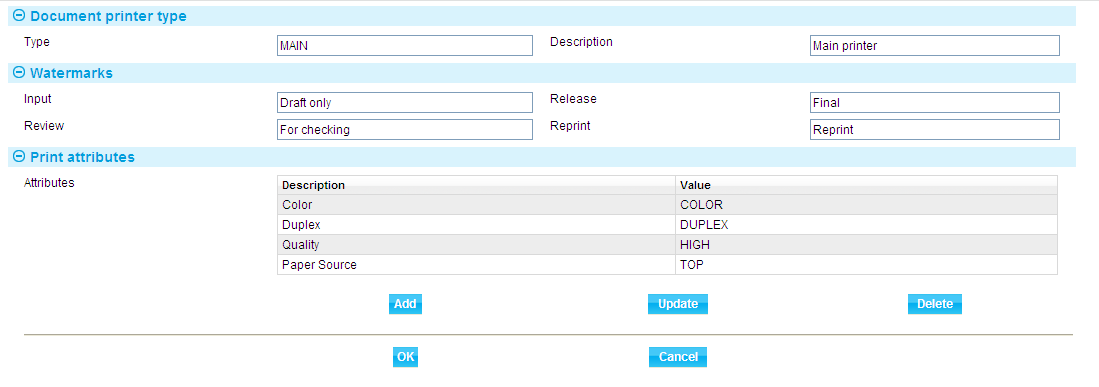 Document printer type
Type MAIN Description Main printer
Watermarks
Input Draft only Release Final
Review For checking Reprint Reprint
Print attributes
Attributes Description Value
Color COLOR
Duplex DUPLEX
Quality HIGH
Paper Source TOP
Add Update Delete
OK Cancel